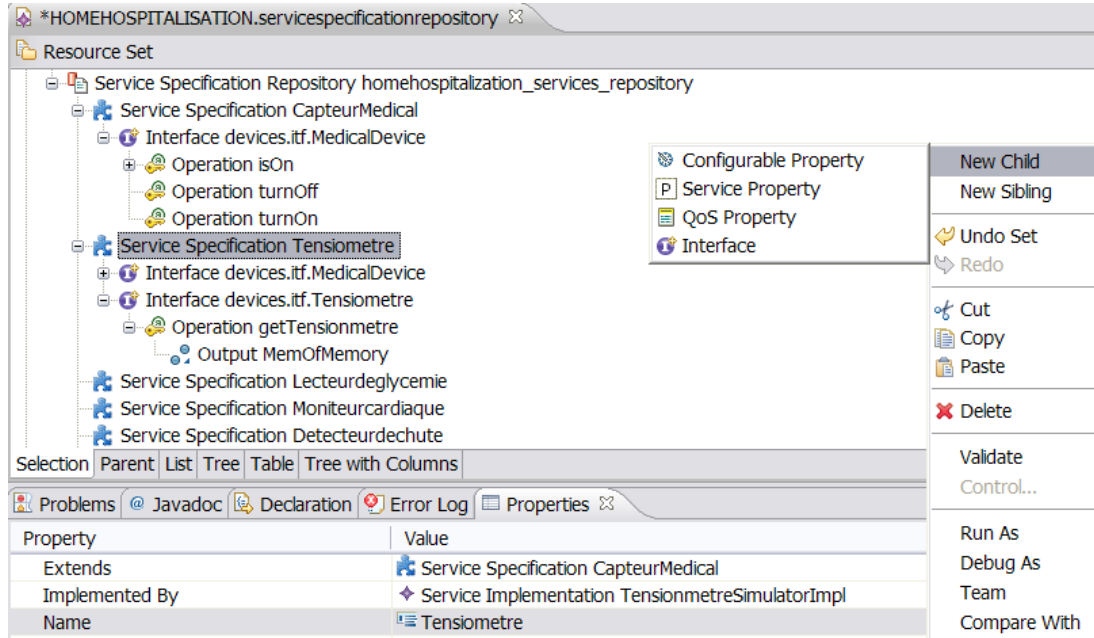 *HOMEHOSPITALISATION.servicespecificationrepository
Resource Set
Service Specification Repository homehospitalization_services_repository
Service Specification CapteurMedical
Interface devices.itf.MedicalDevice
Operation isOn
Operation turnOff
Operation turnOn
Service Specification Tensiometre
Interface devices.itf.MedicalDevice
Interface devices.itf.Tensiometre
Operation getTensionmetre
Output MemOfMemory
Service Specification Lecteurdeglycemie
Service Specification Moniteurcardiaque
Service Specification Detecteurdechute
Configurable Property
P Service Property
QoS Property
Interface
New Child
New Sibling
Undo Set
Redo
Cut
Copy
Paste
Delete
Validate
Control...
Run As
Debug As
Team
Compare With
Selection Parent List Tree Table Tree with Columns
Problems @ Javadoc Declaration Error Log Properties
Property Value
Extends Service Specification CapteurMedical
Implemented By Service Implementation TensionmetreSimulatorImpl
Name Tensiometre